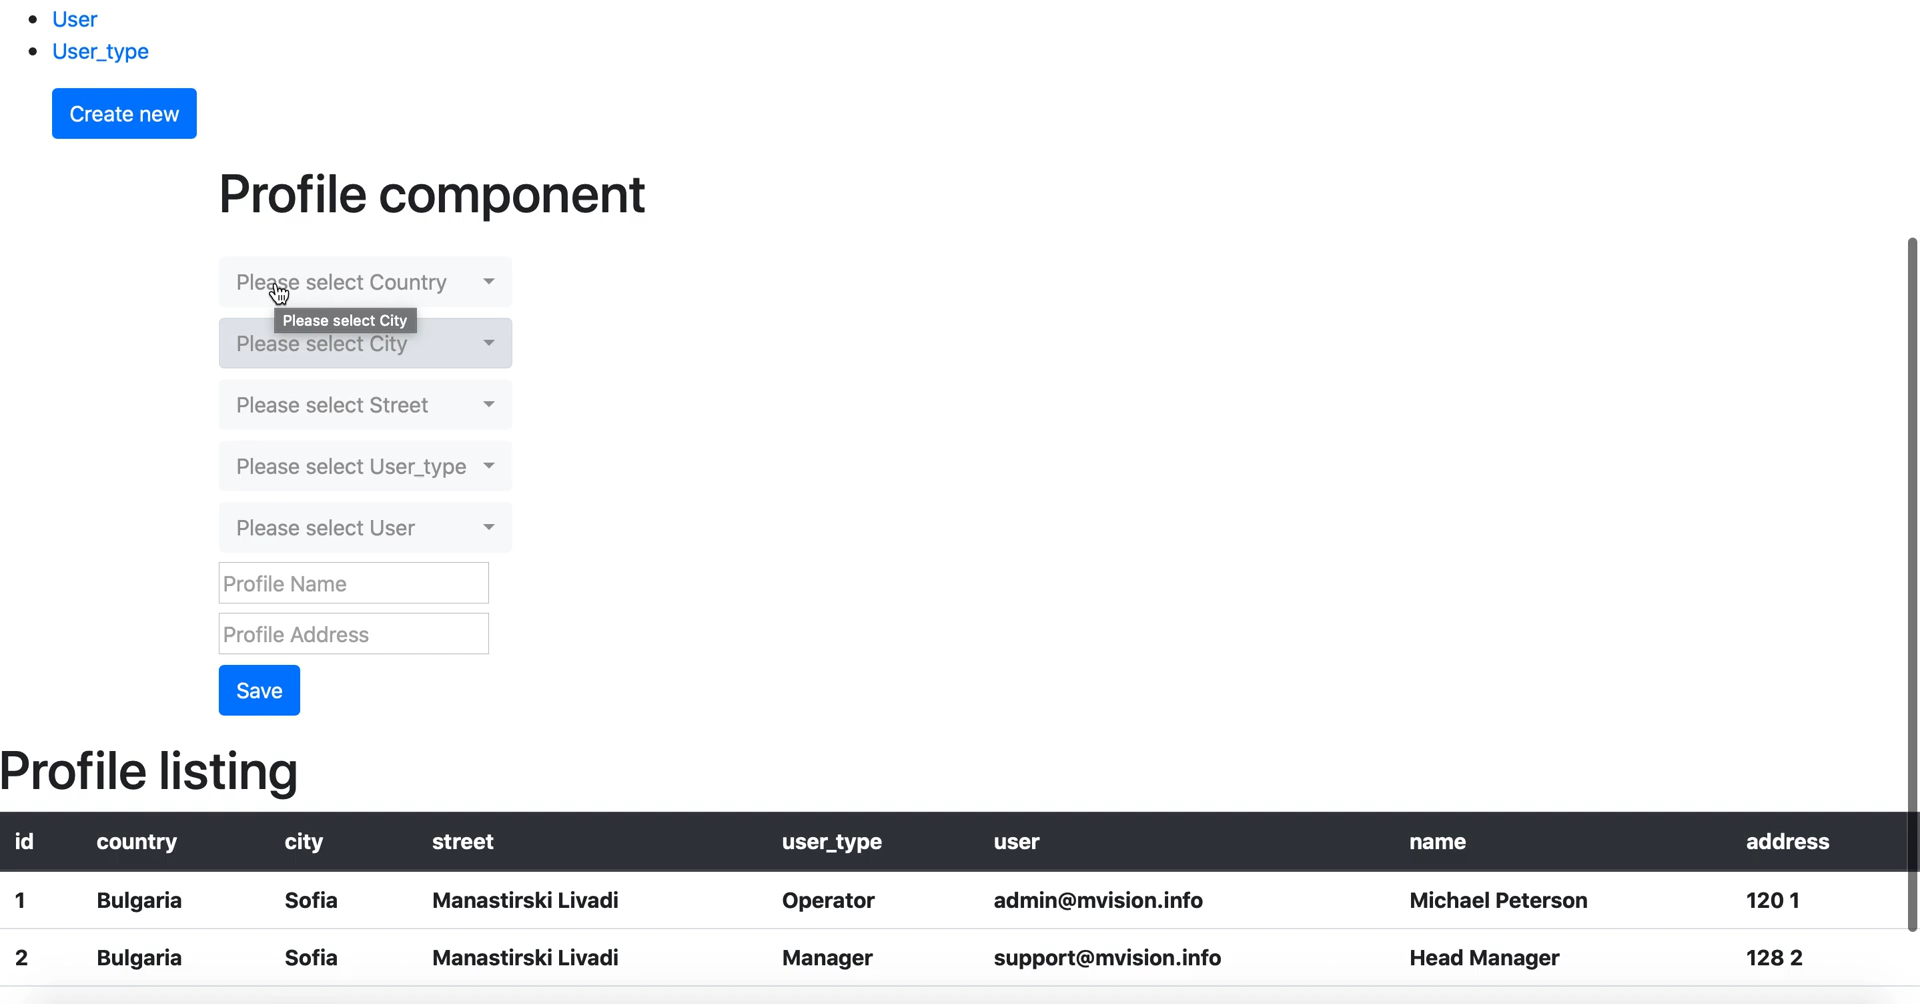 User
User_type
Create new
Profile component
Please select Country
Please select City
Please select City
Please select Street
Please select User_type
Please select User
Profile Name
Profile Address
Save
Profile listing
id country city street user_type user name address
1 Bulgaria Sofia Manastirski Livadi Operator admin@mvision.info Michael Peterson 120 1
2 Bulgaria Sofia Manastirski Livadi Manager support@mvision.info Head Manager 128 2